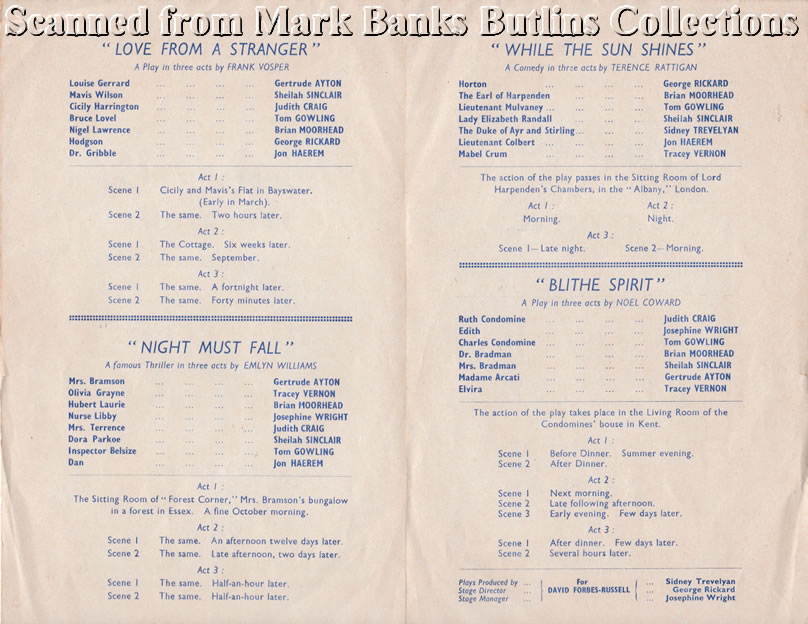 Scanned from Mark Banks Butlins Collections
"LOVE FROM A STRANGER"
A Play in three acts by FRANK VOSPER
Louise Gerrard ... ... ... ... Gertrude AYTON
Mavis Wilson ... ... ... ... Sheilah SINCLAIR
Cicily Harrington ... ... ... ... Judith CRAIG
Bruce Lovel ... ... ... ... Tom GOWLING
Nigel Lawrence ... ... ... ... Brian MOORHEAD
Hodgson ... ... ... ... George RICKARD
Dr. Gribble ... ... ... ... Jon HAEREM
Act 1 :
Scene 1 Cicily and Mavis's Flat in Bayswater.
(Early in March).
Scene 2 The same. Two hours later.
Act 2 :
Scene 1 The Cottage. Six weeks later.
Scene 2 The same. September.
Act 3 :
Scene 1 The same. A fortnight later.
Scene 2 The same. Forty minutes later.
"NIGHT MUST FALL"
A famous Thriller in three acts by EMLYN WILLIAMS
Mrs. Bramson ... ... ... ... Gertrude AYTON
Olivia Grayne ... ... ... ... Tracey VERNON
Hubert Laurie ... ... ... ... Brian MOORHEAD
Nurse Libby ... ... ... ... Josephine WRIGHT
Mrs. Terrence ... ... ... ... Judith CRAIG
Dora Parkoe ... ... ... ... Sheilah SINCLAIR
Inspector Belsize ... ... ... ... Tom GOWLING
Dan ... ... ... ... Jon HAEREM
Act 1 :
The Sitting Room of "Forest Corner," Mrs. Bramson's bungalow
in a forest in Essex. A fine October morning.
Act 2 :
Scene 1 The same. An afternoon twelve days later.
Scene 2 The same. Late afternoon, two days later.
Act 3 :
Scene 1 The same. Half-an-hour later.
Scene 2 The same. Half-an-hour later.
"WHILE THE SUN SHINES"
A Comedy in three acts by TERENCE RATTIGAN
Horton ... ... ... ... George RICKARD
The Earl of Harpenden ... ... ... Brian MOORHEAD
Lieutenant Mulvaney ... ... ... ... Tom GOWLING
Lady Elizabeth Randall ... ... ... Sheilah SINCLAIR
The Duke of Ayr and Stirling... ... ... Sidney TREVELYAN
Lieutenant Colbert ... ... ... ... Jon HAEREM
Mabel Crum ... ... ... ... Tracey VERNON
The action of the play passes in the Sitting Room of Lord
Harpenden's Chambers, in the "Albany," London.
Act 1 : Act 2 :
Morning. Night.
Act 3 :
Scene 1—Late night. Scene 2—Morning.
"BLITHE SPIRIT"
A Play in three acts by NOEL COWARD
Ruth Condomine ... ... ... ... Judith CRAIG
Edith ... ... ... ... Josephine WRIGHT
Charles Condomine ... ... ... ... Tom GOWLING
Dr. Bradman ... ... ... ... Brian MOORHEAD
Mrs. Bradman ... ... ... ... Sheilah SINCLAIR
Madame Arcati ... ... ... ... Gertrude AYTON
Elvira ... ... ... ... Tracey VERNON
The action of the play takes place in the Living Room of the
Condomines' bouse in Kent.
Act 1 :
Scene 1 Before Dinner. Summer evening.
Scene 2 After Dinner.
Act 2 :
Scene 1 Next morning.
Scene 2 Late following afternoon.
Scene 3 Early evening. Few days later.
Act 3 :
Scene 1 After dinner. Few days later.
Scene 2 Several hours later.
Plays Produced by ... For ... Sidney Trevelyan
Stage Director ... DAVID FORBES-RUSSELL ... George Rickard
Stage Manager ... ... Josephine Wright